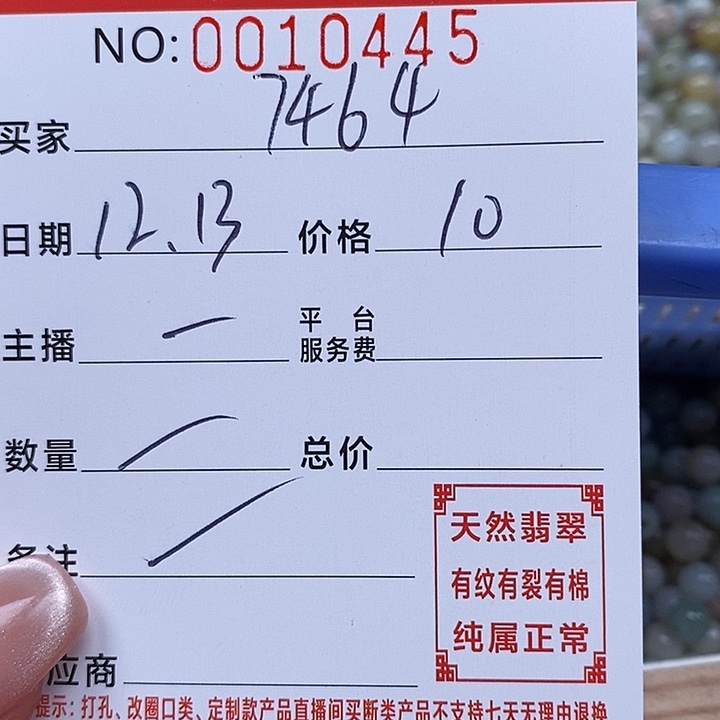 NO: 0010445
买家 7464
日期 12.13 价格 10
主播 一 平台服务费
数量 总价
备注
天然翡翠
有纹有裂有棉
纯属正常
应商
提示：打孔、改圈口类、定制款产品直播间买断类产品不支持七天无理由退换